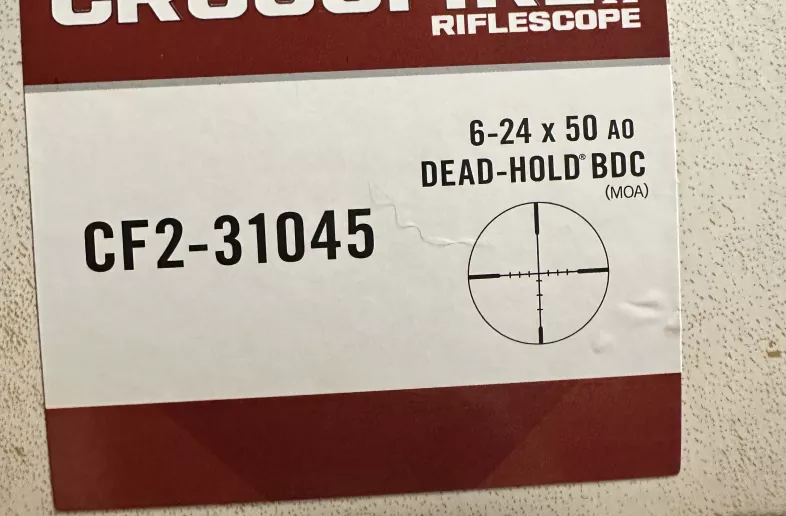 RIFLESCOPE
6-24 x 50 AO
DEAD-HOLD® BDC
(MOA)
CF2-31045